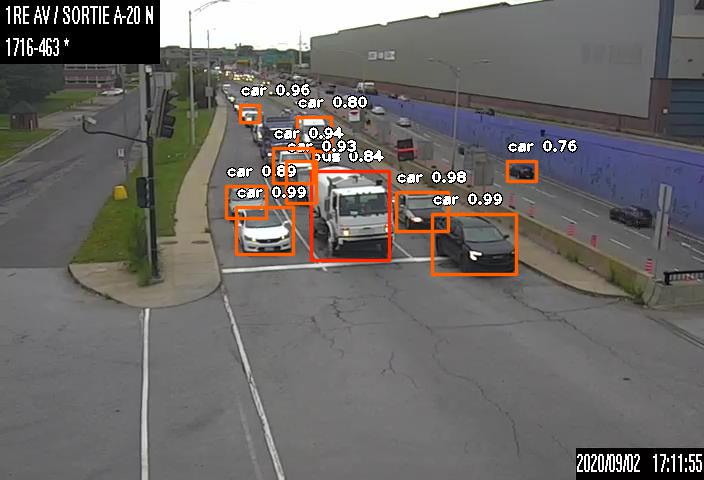 1RE AV / SORTIE A-20 N
1716-463 *
car 0.96
car 0.80
car 0.94
car 0.93
bus 0.84
car 0.89
car 0.99
car 0.98
car 0.99
car 0.76
2020/09/02 17:11:55